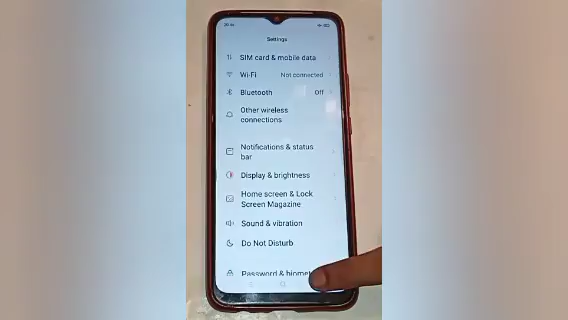 Settings
SIM card & mobile data
Wi-Fi Not connected
Bluetooth Off
Other wireless
connections
Notifications & status
bar
Display & brightness
Home screen & Lock
Screen Magazine
Sound & vibration
Do Not Disturb
Password &